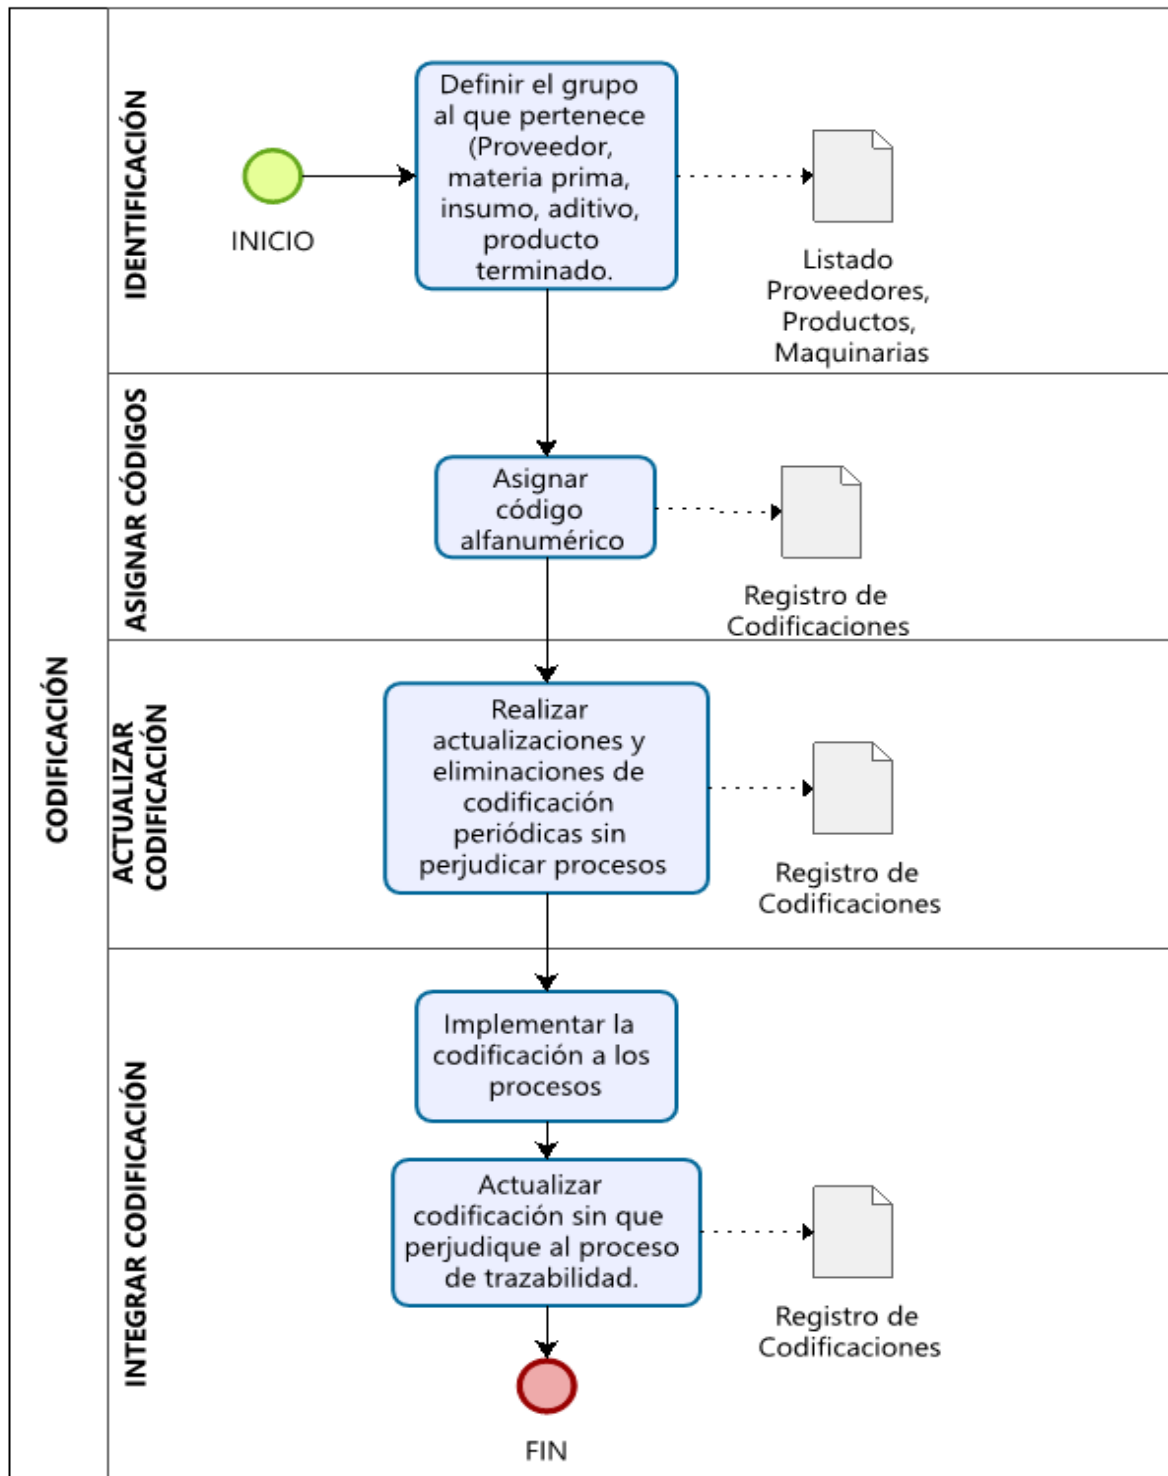 CODIFICACIÓN
IDENTIFICACIÓN
INICIO
Definir el grupo
al que pertenece
(Proveedor,
materia prima,
insumo, aditivo,
producto
terminado.
Listado
Proveedores,
Productos,
Maquinarias
ASIGNAR CÓDIGOS
Asignar
código
alfanumérico
Registro de
Codificaciones
ACTUALIZAR
CODIFICACIÓN
Realizar
actualizaciones y
eliminaciones de
codificación
periódicas sin
perjudicar procesos
Registro de
Codificaciones
INTEGRAR CODIFICACIÓN
Implementar la
codificación a los
procesos
Actualizar
codificación sin que
perjudique al proceso
de trazabilidad.
Registro de
Codificaciones
FIN